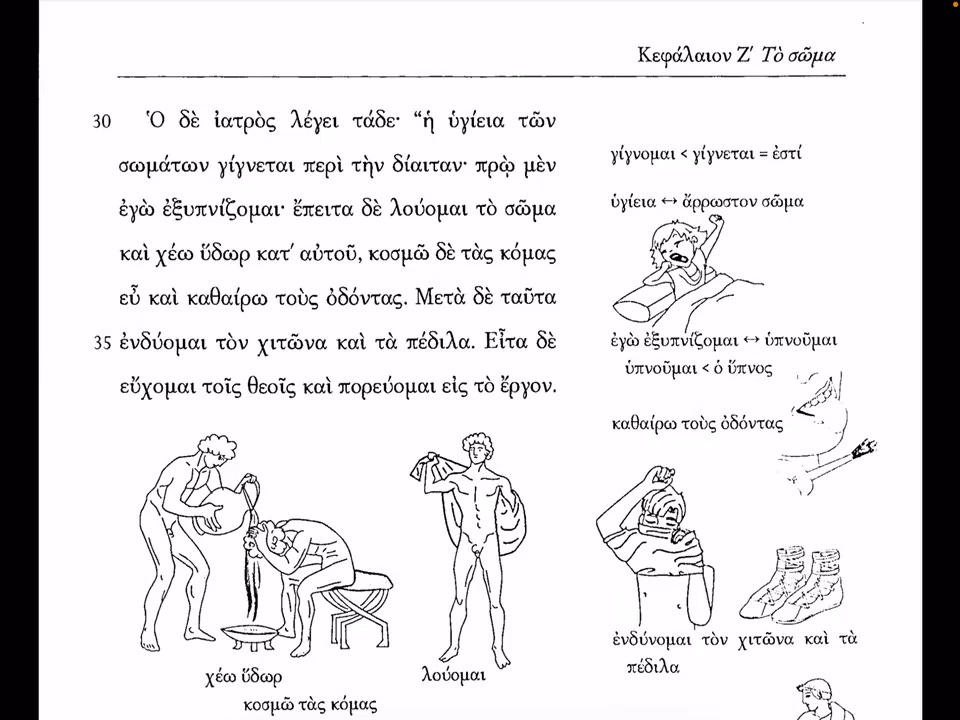 Κεφάλαιον Ζ′ Τὸ σῶμα
30 Ὁ δὲ ἰατρὸς λέγει τάδε· “ἡ ὑγίεια τῶν
σωμάτων γίγνεται περὶ τὴν δίαιταν· πρῲ μὲν
ἐγὼ ἐξυπνίζομαι· ἔπειτα δὲ λούομαι τὸ σῶμα
καὶ χέω ὕδωρ κατ’ αὐτοῦ, κοσμῶ δὲ τὰς κόμας
εὖ καὶ καθαίρω τοὺς ὀδόντας. Μετὰ δὲ ταῦτα
35 ἐνδύομαι τὸν χιτῶνα καὶ τὰ πέδιλα. Εἶτα δὲ
εὔχομαι τοῖς θεοῖς καὶ πορεύομαι εἰς τὸ ἔργον.
γίγνομαι < γίγνεται = ἐστί
ὑγίεια ↔ ἄρρωστον σῶμα
ἐγὼ ἐξυπνίζομαι ↔ ὑπνοῦμαι
ὑπνοῦμαι < ὁ ὕπνος
καθαίρω τοὺς ὀδόντας
ἐνδύνομαι τὸν χιτῶνα καὶ τὰ
πέδιλα
χέω ὕδωρ
κοσμῶ τὰς κόμας
λούομαι